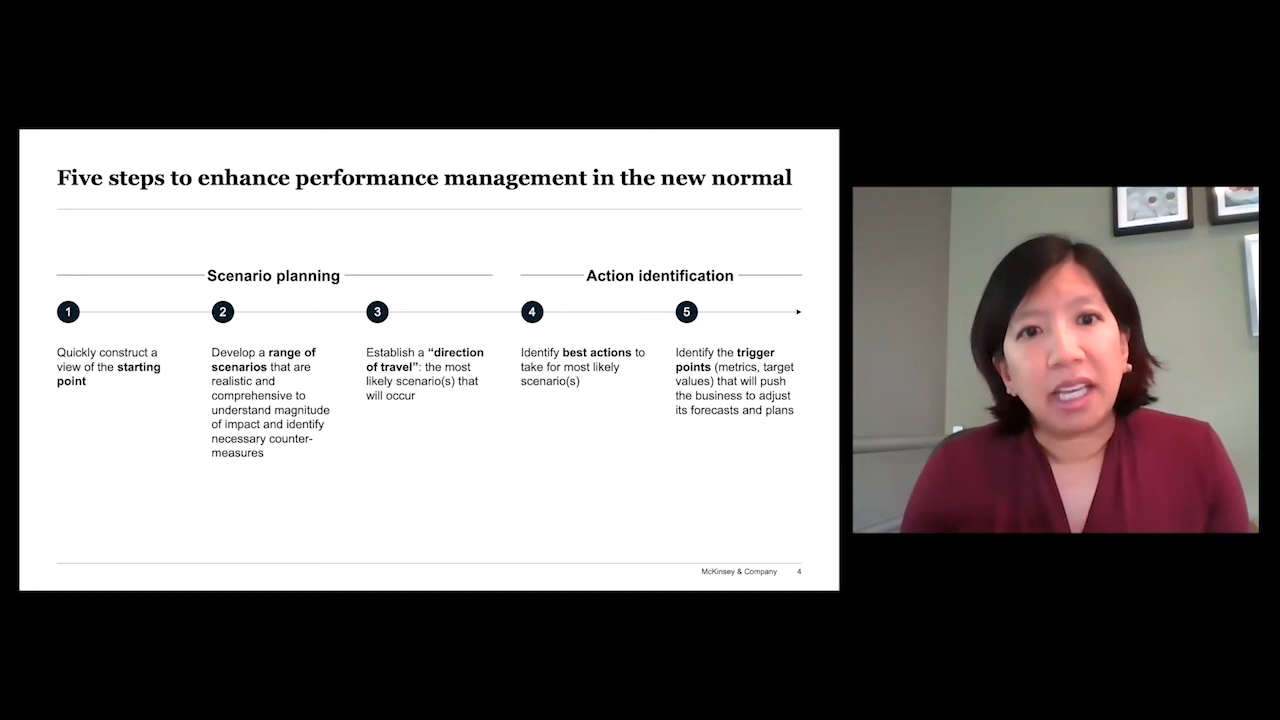 Five steps to enhance performance management in the new normal
Scenario planning
Action identification
1
2
3
4
5
Quickly construct a
view of the starting
point
Develop a range of
scenarios that are
realistic and
comprehensive to
understand magnitude
of impact and identify
necessary counter-
measures
Establish a “direction
of travel”: the most
likely scenario(s) that
will occur
Identify best actions to
take for most likely
scenario(s)
Identify the trigger
points (metrics, target
values) that will push
the business to adjust
its forecasts and plans
McKinsey & Company
4